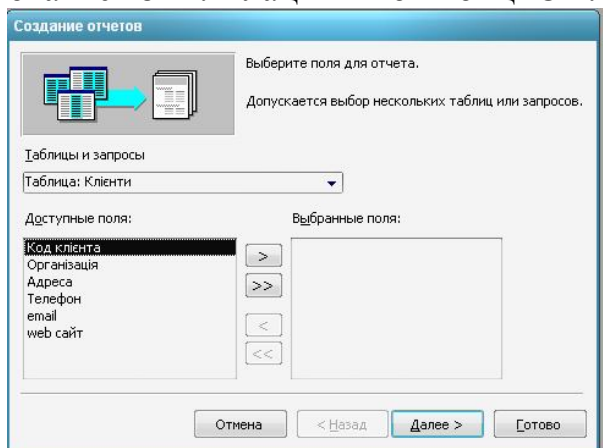 Создание отчетов
Выберите поля для отчета.
Допускается выбор нескольких таблиц или запросов.
Таблицы и запросы
Таблица: Клієнти
Доступные поля:
Выбранные поля:
Код клієнта
Організація
Адреса
Телефон
email
web сайт
>
>>
<
<<
Отмена
< Назад
Далее >
Готово